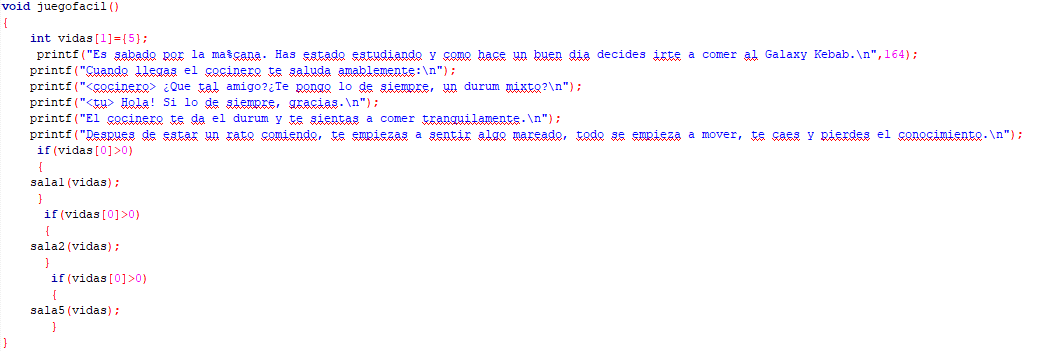 void juegofacil()
{
int vidas[1]={5};
printf("Es sabado por la ma%cana. Has estado estudiando y como hace un buen dia decides irte a comer al Galaxy Kebab.\n",164);
printf("Cuando llegas el cocinero te saluda amablemente:\n");
printf("<cocinero> ¿Que tal amigo?¿Te pongo lo de siempre, un durum mixto?\n");
printf("<tu> Hola! Si lo de siempre, gracias.\n");
printf("El cocinero te da el durum y te sientas a comer tranquilamente.\n");
printf("Despues de estar un rato comiendo, te empiezas a sentir algo mareado, todo se empieza a mover, te caes y pierdes el conocimiento.\n");
if(vidas[0]>0)
{
sala1(vidas);
}
if(vidas[0]>0)
{
sala2(vidas);
}
if(vidas[0]>0)
{
sala5(vidas);
}
}